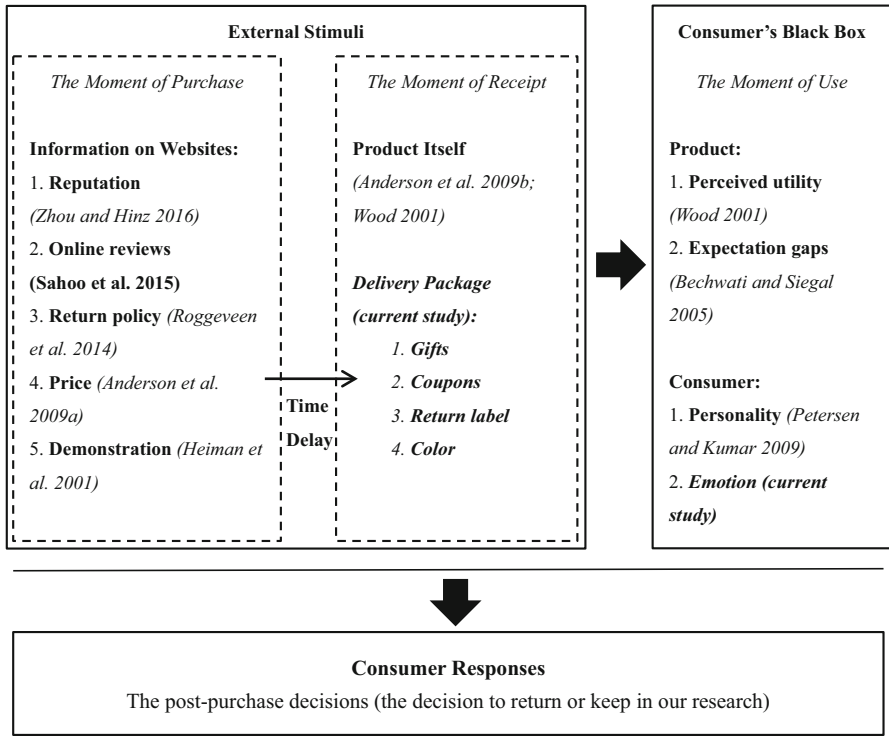 External Stimuli
The Moment of Purchase
Information on Websites:
1. Reputation
(Zhou and Hinz 2016)
2. Online reviews
(Sahoo et al. 2015)
3. Return policy (Roggeveen
et al. 2014)
4. Price (Anderson et al.
2009a)
5. Demonstration (Heiman et
al. 2001)
Time
Delay
The Moment of Receipt
Product Itself
(Anderson et al. 2009b;
Wood 2001)
Delivery Package
(current study):
1. Gifts
2. Coupons
3. Return label
4. Color
Consumer's Black Box
The Moment of Use
Product:
1. Perceived utility
(Wood 2001)
2. Expectation gaps
(Bechwati and Siegal
2005)
Consumer:
1. Personality (Petersen
and Kumar 2009)
2. Emotion (current
study)
Consumer Responses
The post-purchase decisions (the decision to return or keep in our research)